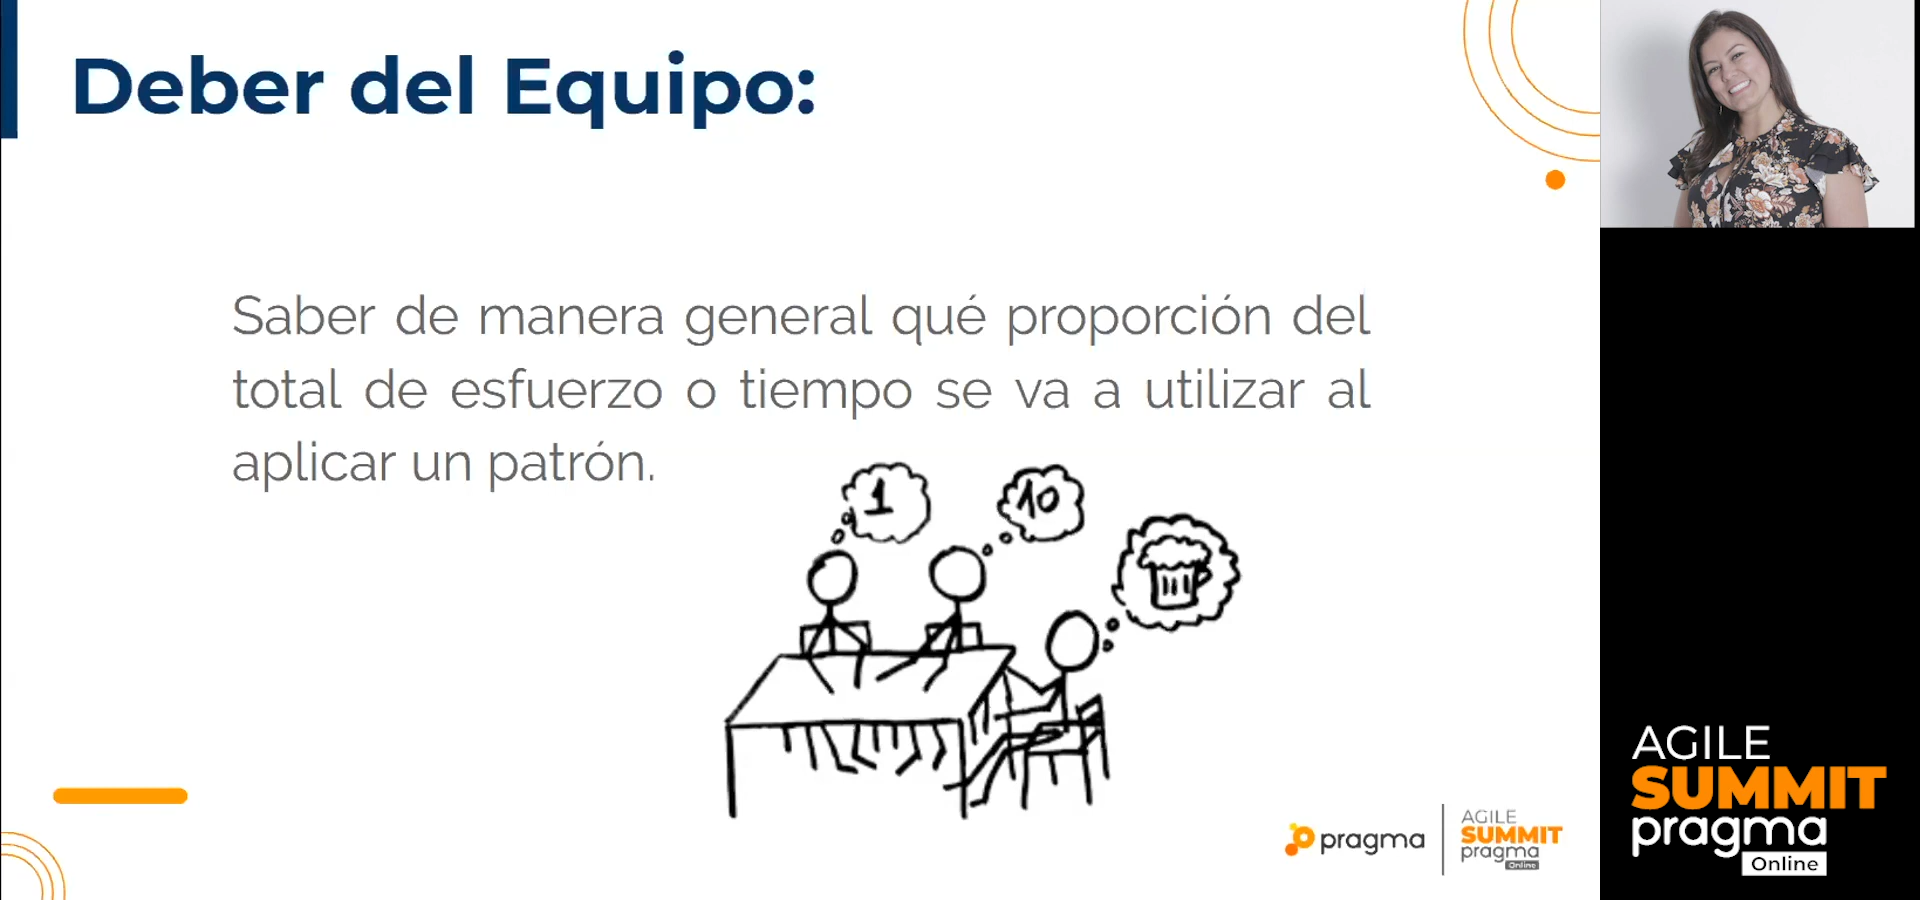 Deber del Equipo:
Saber de manera general qué proporción del
total de esfuerzo o tiempo se va a utilizar al
aplicar un patrón.
1
10
pragma
AGILE
SUMMIT
pragma
Online
AGILE
SUMMIT
pragma
Online